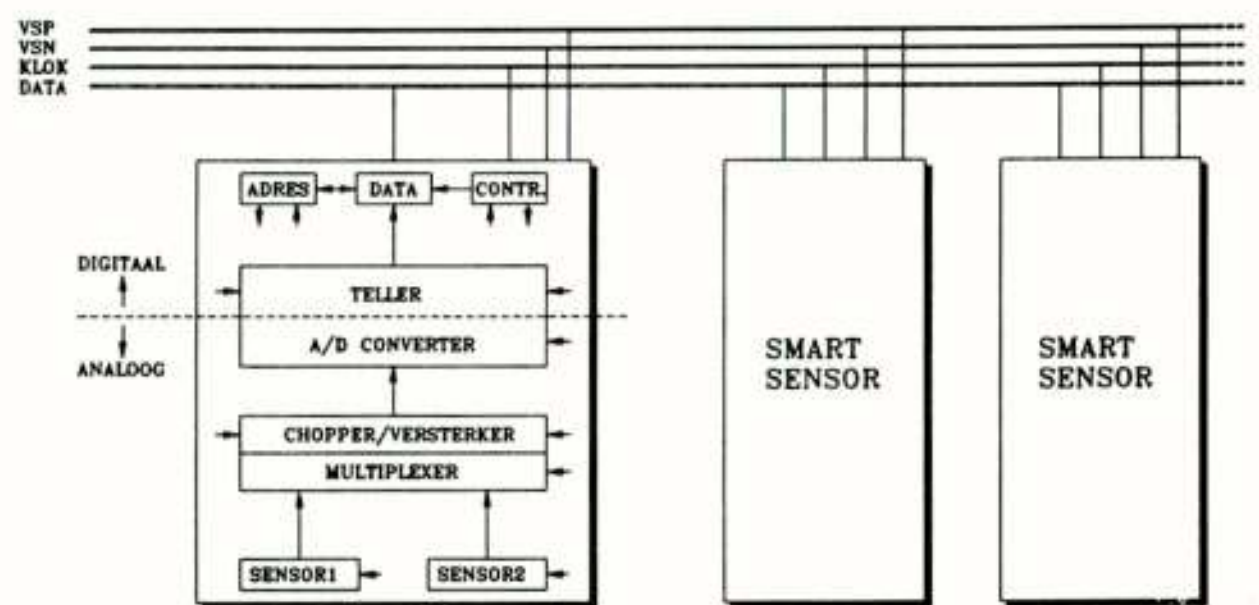 VSP
VSN
KLOK
DATA
ADRES
DATA
CONTR.
DIGITAAL
TELLER
A/D CONVERTER
ANALOOG
CHOPPER/VERSTERKER
MULTIPLEXER
SENSOR1
SENSOR2
SMART
SENSOR
SMART
SENSOR